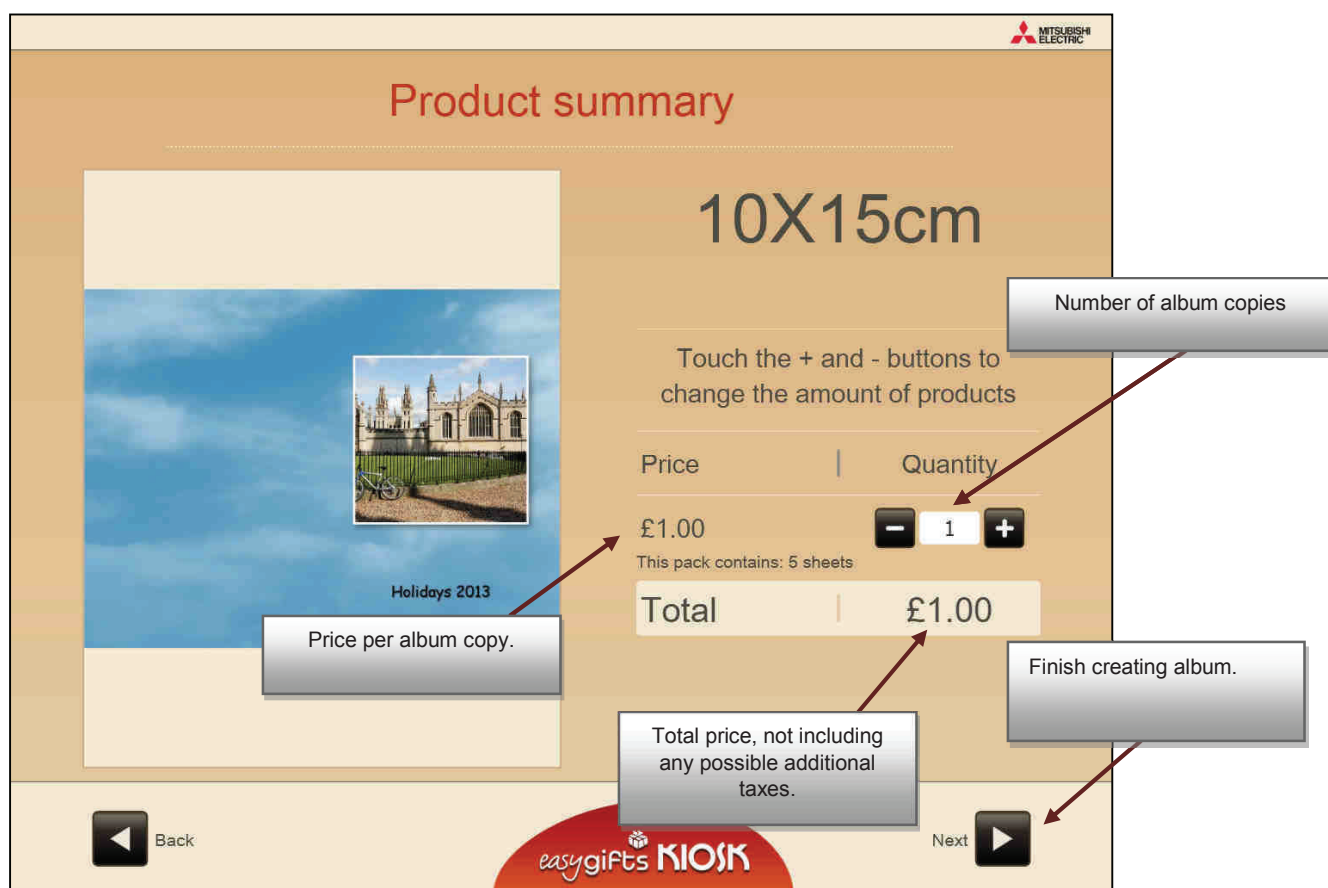 MITSUBISHI
ELECTRIC
Product summary
10X15cm
Number of album copies
Touch the + and - buttons to
change the amount of products
Price | Quantity
£1.00 - 1 +
This pack contains: 5 sheets
Holidays 2013
Total | £1.00
Price per album copy.
Finish creating album.
Total price, not including
any possible additional
taxes.
Back
easygifts KIOSK
Next